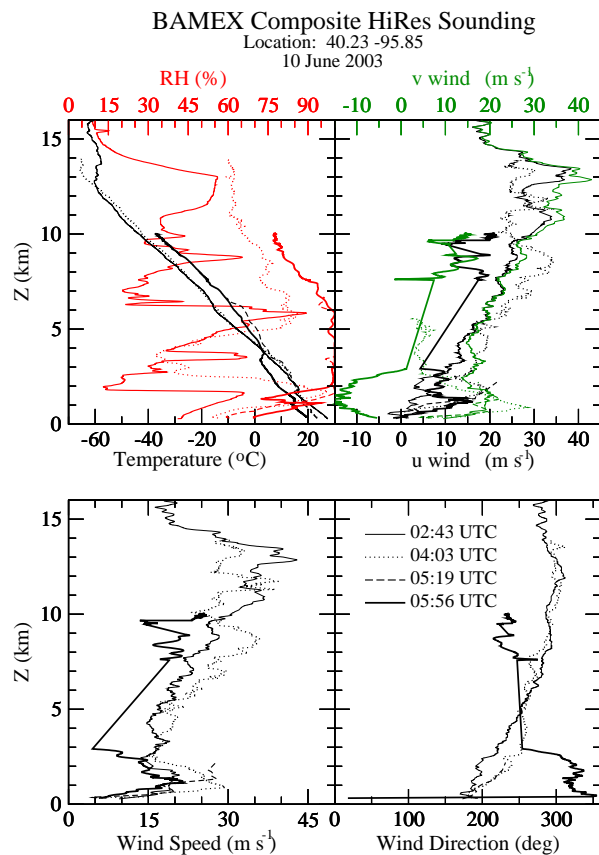 BAMEX Composite HiRes Sounding
Location: 40.23 -95.85
10 June 2003
RH (%)
v wind (m s-1)
0 15 30 45 60 75 90
-10 0 10 20 30 40
15
10
5
0
Z (km)
-60 -40 -20 0 20
-10 0 10 20 30 40
Temperature (oC)
u wind (m s-1)
15
10
5
0
Z (km)
02:43 UTC
04:03 UTC
05:19 UTC
05:56 UTC
0 15 30 45
0 100 200 300
Wind Speed (m s-1)
Wind Direction (deg)